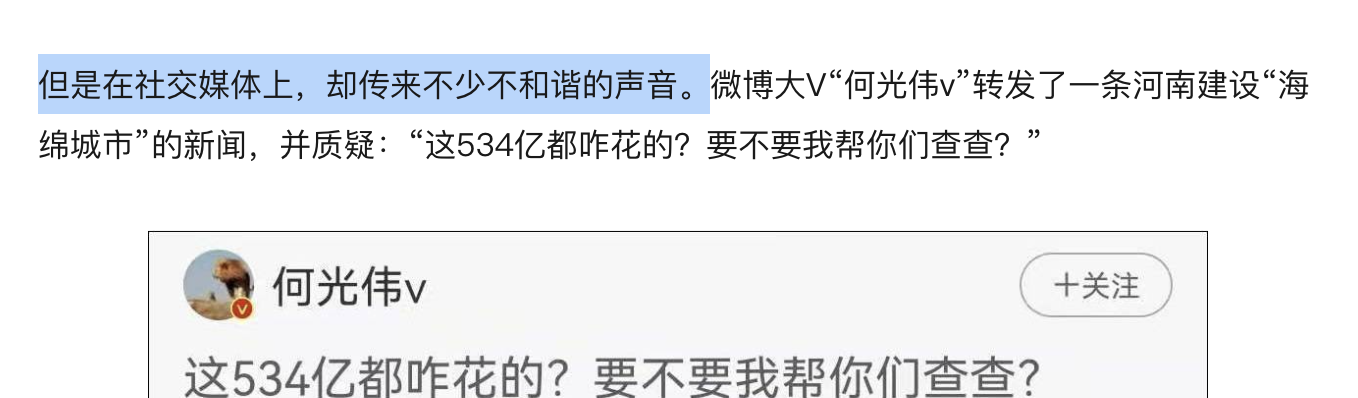 但是在社交媒体上，却传来不少不和谐的声音。微博大V“何光伟v”转发了一条河南建设“海
绵城市”的新闻，并质疑：“这534亿都咋花的？要不要我帮你们查查？”
何光伟v
十关注
这534亿都咋花的？要不要我帮你们查查？